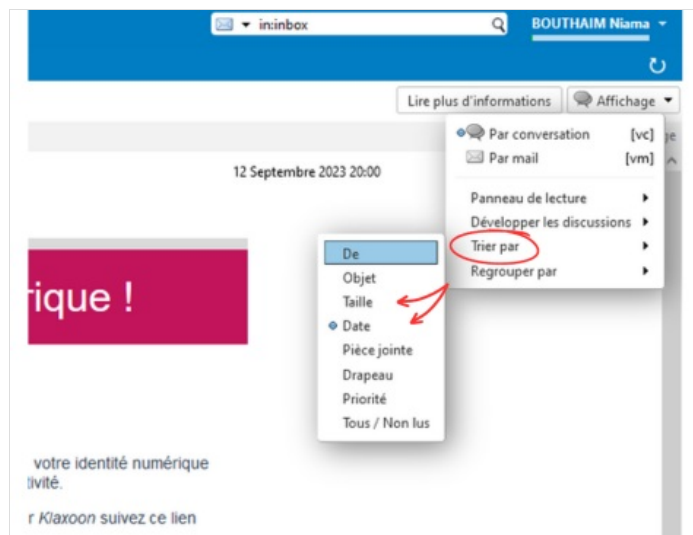 in:inbox
BOUTHAIM Niama
Lire plus d'informations
Affichage
Par conversation [vc]
Par mail [vm]
12 Septembre 2023 20:00
Panneau de lecture
Développer les discussions
Trier par
Regrouper par
De
Objet
Taille
Date
Pièce jointe
Drapeau
Priorité
Tous / Non lus
rique !
votre identité numérique
tivité.
r Klaxoon suivez ce lien